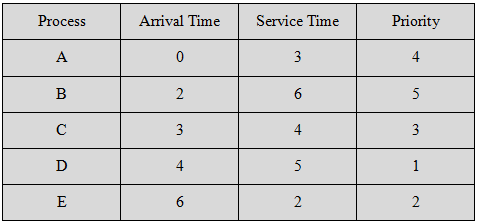 Process Arrival Time Service Time Priority
A 0 3 4
B 2 6 5
C 3 4 3
D 4 5 1
E 6 2 2